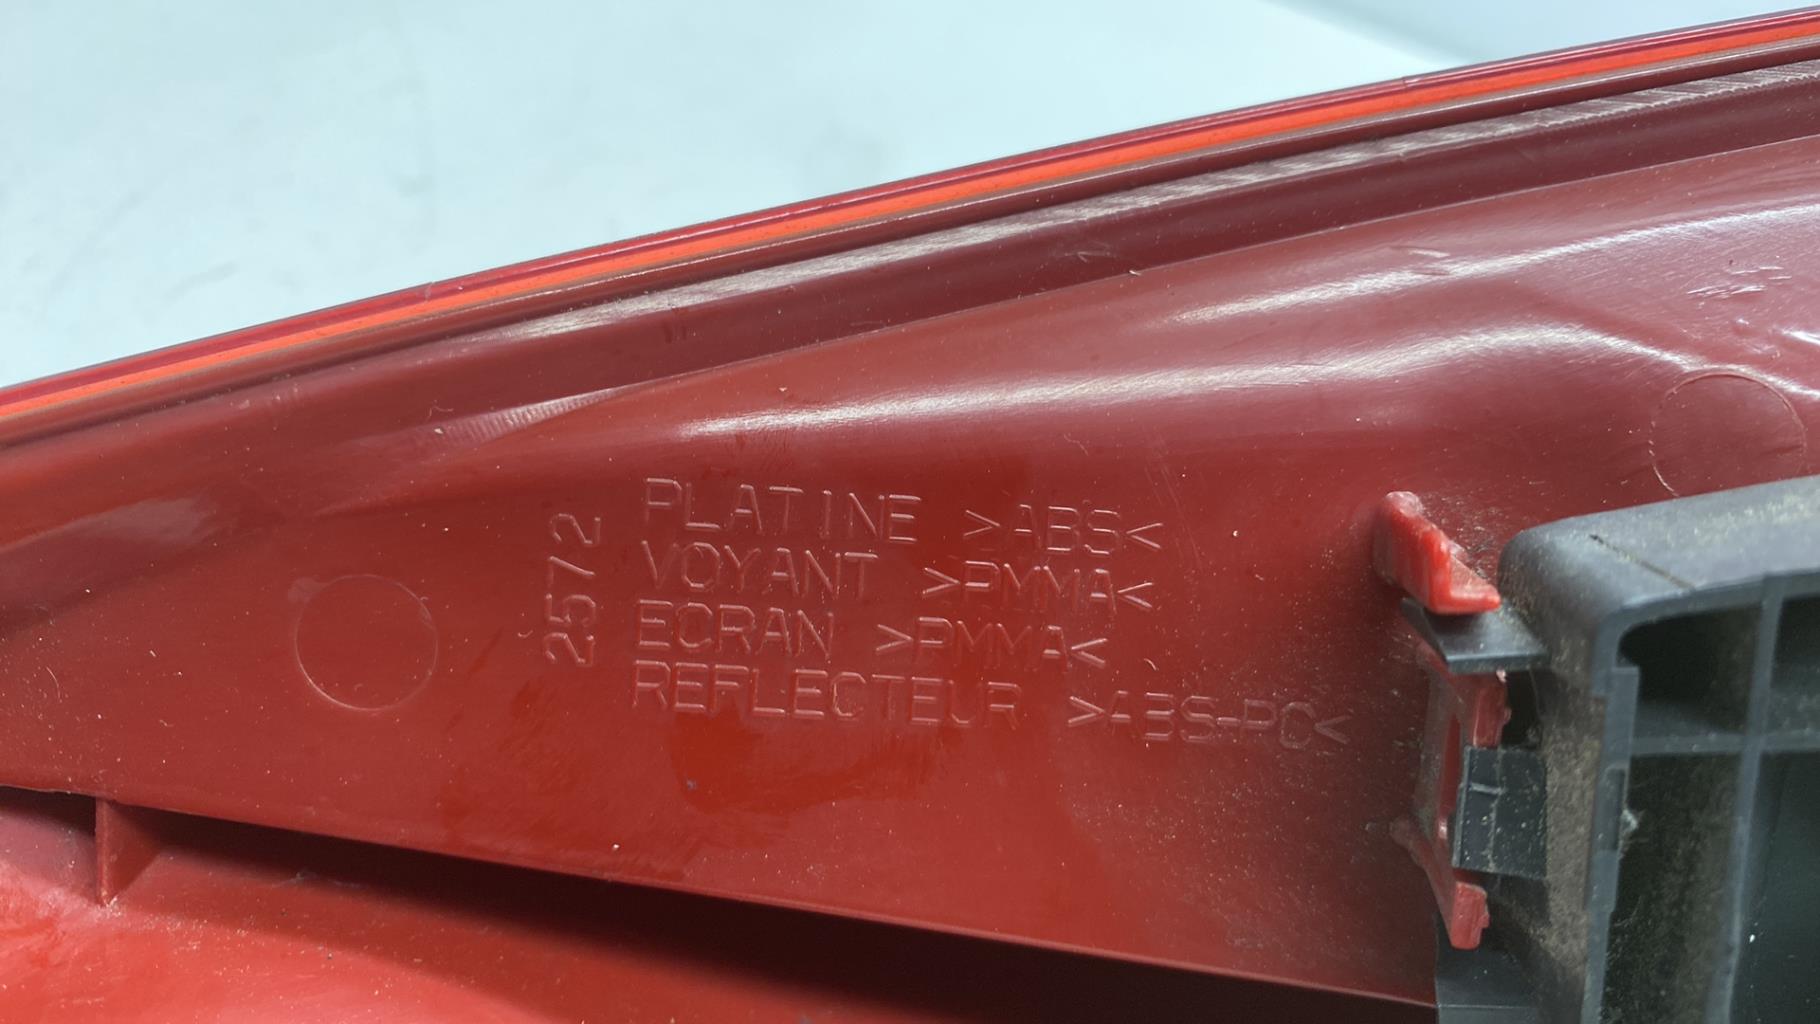 PLATINE >ABS<
VOYANT >PMMA<
ECRAN >PMMA<
REFLECTEUR >ABS-PC<
2572